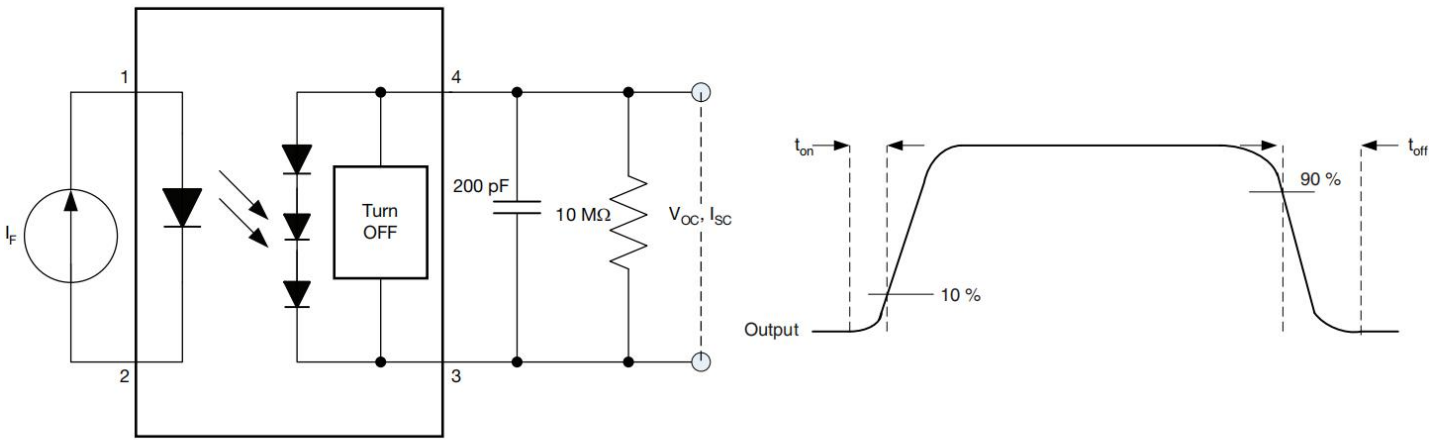 1
4
I_F
Turn
OFF
200 pF
10 MΩ
V_OC, I_SC
2
3
t_on
t_off
90 %
10 %
Output